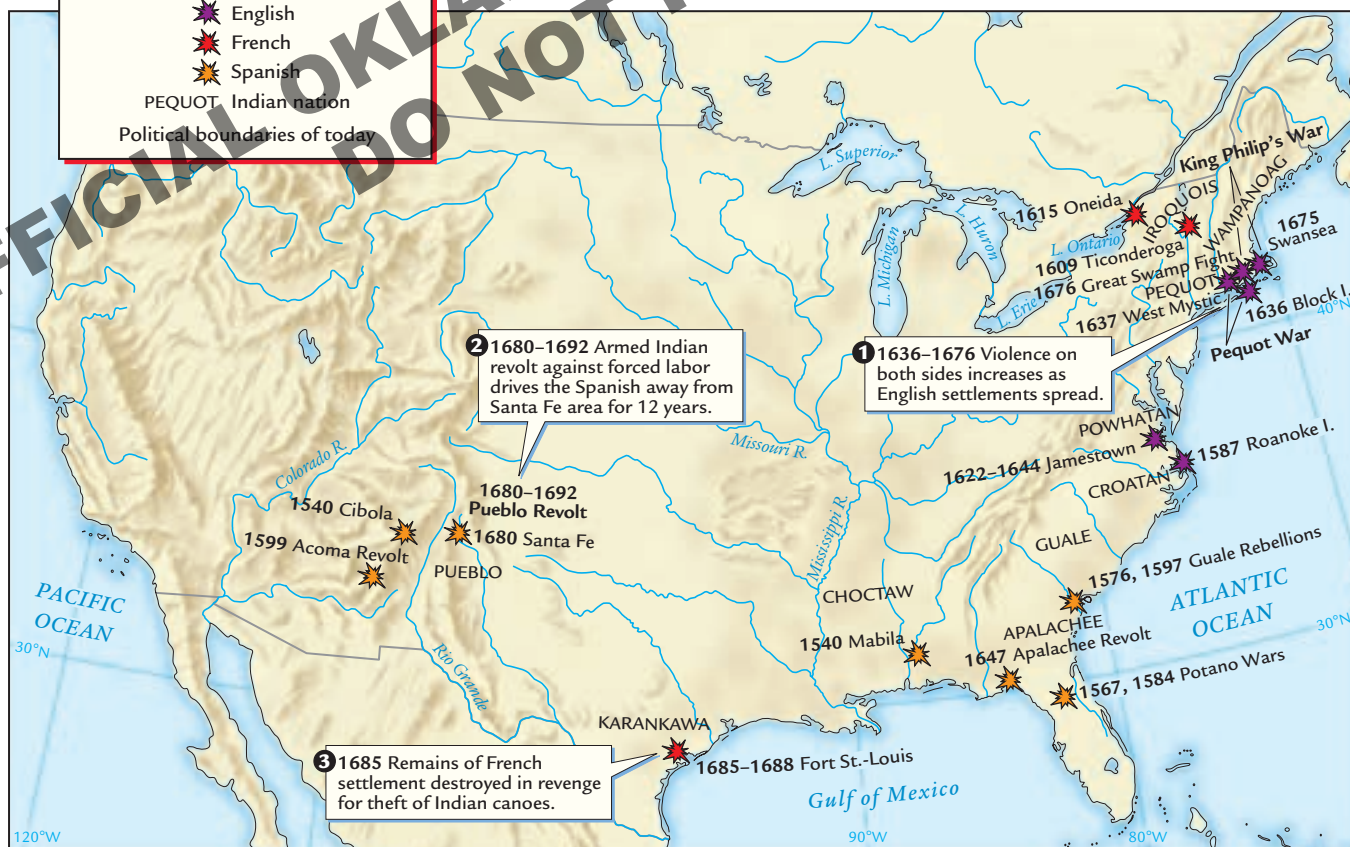 English
French
Spanish
PEQUOT Indian nation
Political boundaries of today
OFFICIAL OKLA
DO NOT
L. Superior
L. Michigan
L. Huron
L. Ontario
L. Erie
King Philip's War
WAMPANOAG
IROQUOIS
1615 Oneida
1609 Ticonderoga
1675
Swansea
1676 Great Swamp Fight
PEQUOT
1637 West Mystic
1636 Block I.
Pequot War
40°N
❶ 1636–1676 Violence on
both sides increases as
English settlements spread.
❷ 1680–1692 Armed Indian
revolt against forced labor
drives the Spanish away from
Santa Fe area for 12 years.
POWHATAN
1622–1644 Jamestown
1587 Roanoke I.
CROATAN
Missouri R.
Colorado R.
Mississippi R.
1680–1692
Pueblo Revolt
1540 Cibola
1680 Santa Fe
1599 Acoma Revolt
PUEBLO
GUALE
1576, 1597 Guale Rebellions
CHOCTAW
ATLANTIC
OCEAN
PACIFIC
OCEAN
APALACHEE
1540 Mabila
1647 Apalachee Revolt
30°N
30°N
Rio Grande
1567, 1584 Potano Wars
KARANKAWA
❸ 1685 Remains of French
settlement destroyed in revenge
for theft of Indian canoes.
1685–1688 Fort St.-Louis
Gulf of Mexico
120°W
90°W
80°W